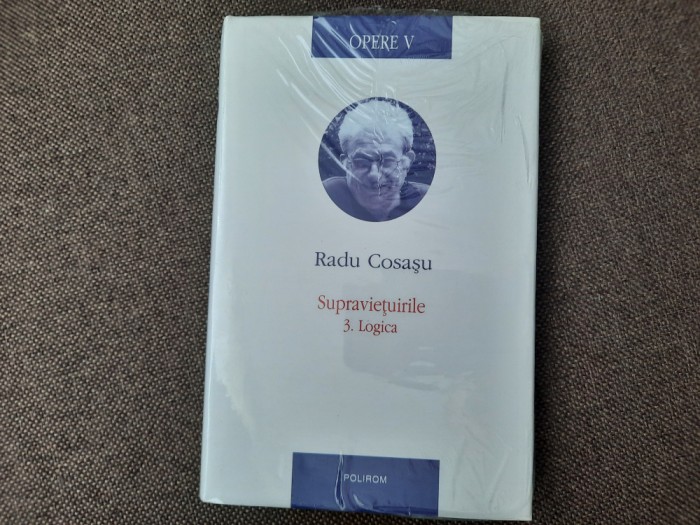 OPERE V
Radu Cosaşu
Supravieţuirile
3. Logica
POLIROM